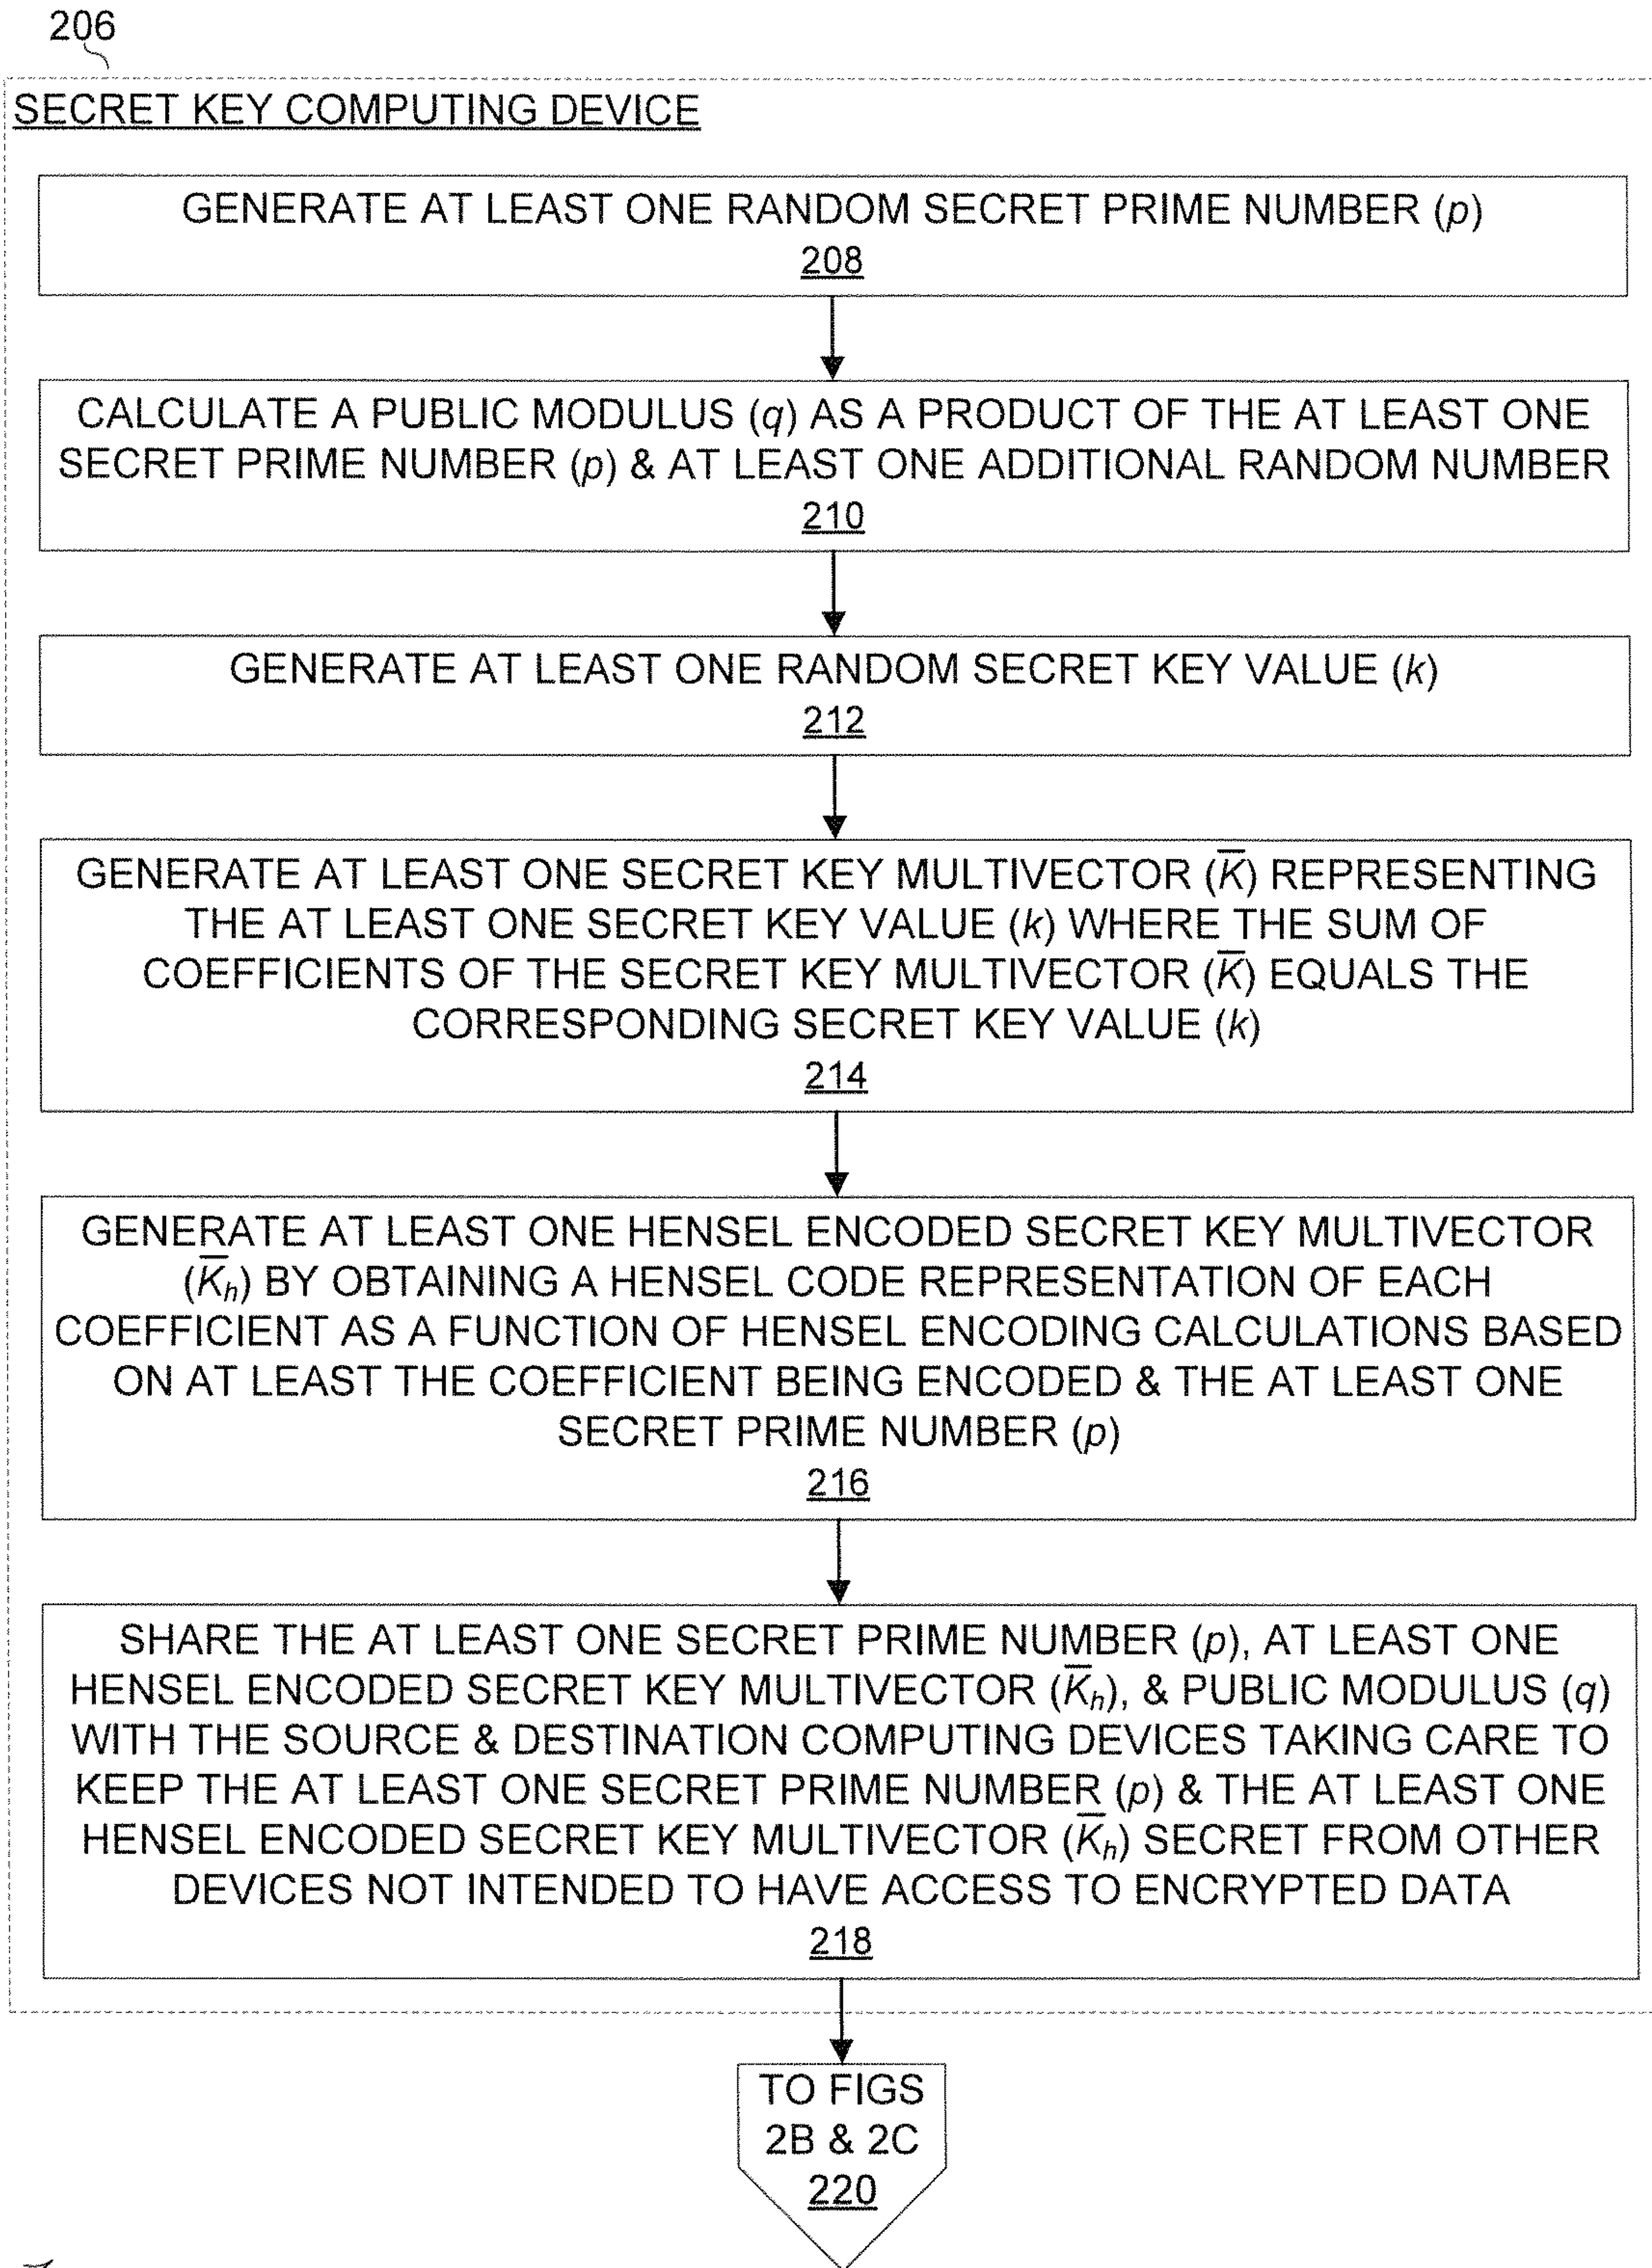 206
SECRET KEY COMPUTING DEVICE
GENERATE AT LEAST ONE RANDOM SECRET PRIME NUMBER (p)
208
CALCULATE A PUBLIC MODULUS (q) AS A PRODUCT OF THE AT LEAST ONE
SECRET PRIME NUMBER (p) & AT LEAST ONE ADDITIONAL RANDOM NUMBER
210
GENERATE AT LEAST ONE RANDOM SECRET KEY VALUE (k)
212
GENERATE AT LEAST ONE SECRET KEY MULTIVECTOR (K̅) REPRESENTING
THE AT LEAST ONE SECRET KEY VALUE (k) WHERE THE SUM OF
COEFFICIENTS OF THE SECRET KEY MULTIVECTOR (K̅) EQUALS THE
CORRESPONDING SECRET KEY VALUE (k)
214
GENERATE AT LEAST ONE HENSEL ENCODED SECRET KEY MULTIVECTOR
(K̅h) BY OBTAINING A HENSEL CODE REPRESENTATION OF EACH
COEFFICIENT AS A FUNCTION OF HENSEL ENCODING CALCULATIONS BASED
ON AT LEAST THE COEFFICIENT BEING ENCODED & THE AT LEAST ONE
SECRET PRIME NUMBER (p)
216
SHARE THE AT LEAST ONE SECRET PRIME NUMBER (p), AT LEAST ONE
HENSEL ENCODED SECRET KEY MULTIVECTOR (K̅h), & PUBLIC MODULUS (q)
WITH THE SOURCE & DESTINATION COMPUTING DEVICES TAKING CARE TO
KEEP THE AT LEAST ONE SECRET PRIME NUMBER (p) & THE AT LEAST ONE
HENSEL ENCODED SECRET KEY MULTIVECTOR (K̅h) SECRET FROM OTHER
DEVICES NOT INTENDED TO HAVE ACCESS TO ENCRYPTED DATA
218
TO FIGS
2B & 2C
220